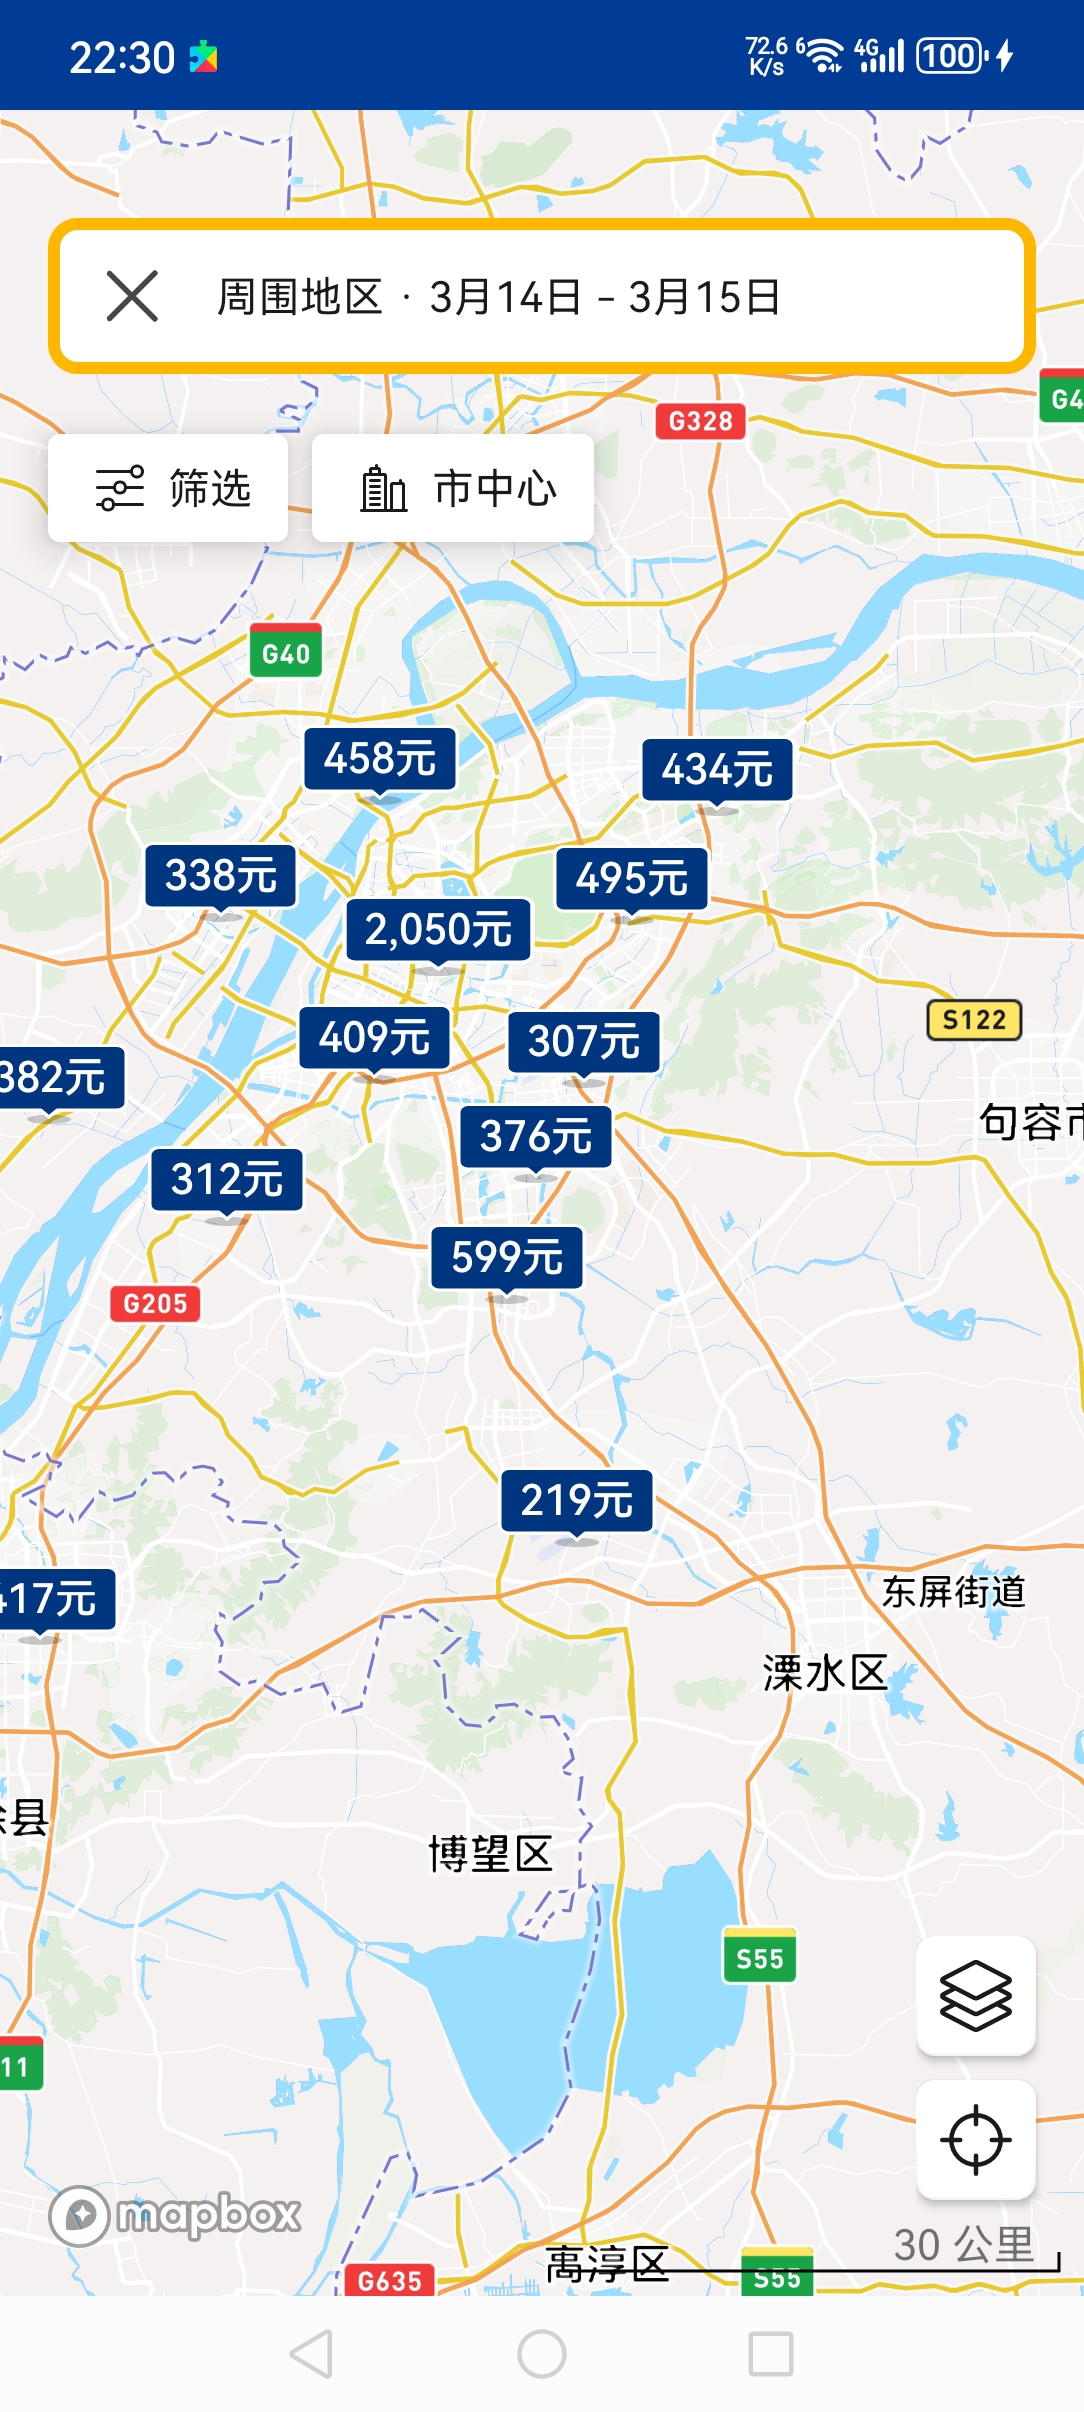 22:30
72.6 K/s
6
4G
100
周围地区 · 3月14日 – 3月15日
G4
G328
筛选
市中心
G40
458元
434元
338元
495元
2,050元
S122
409元
307元
382元
句容市
376元
312元
599元
G205
219元
417元
东屏街道
溧水区
县
博望区
S55
11
mapbox
30 公里
高淳区
G635
S55